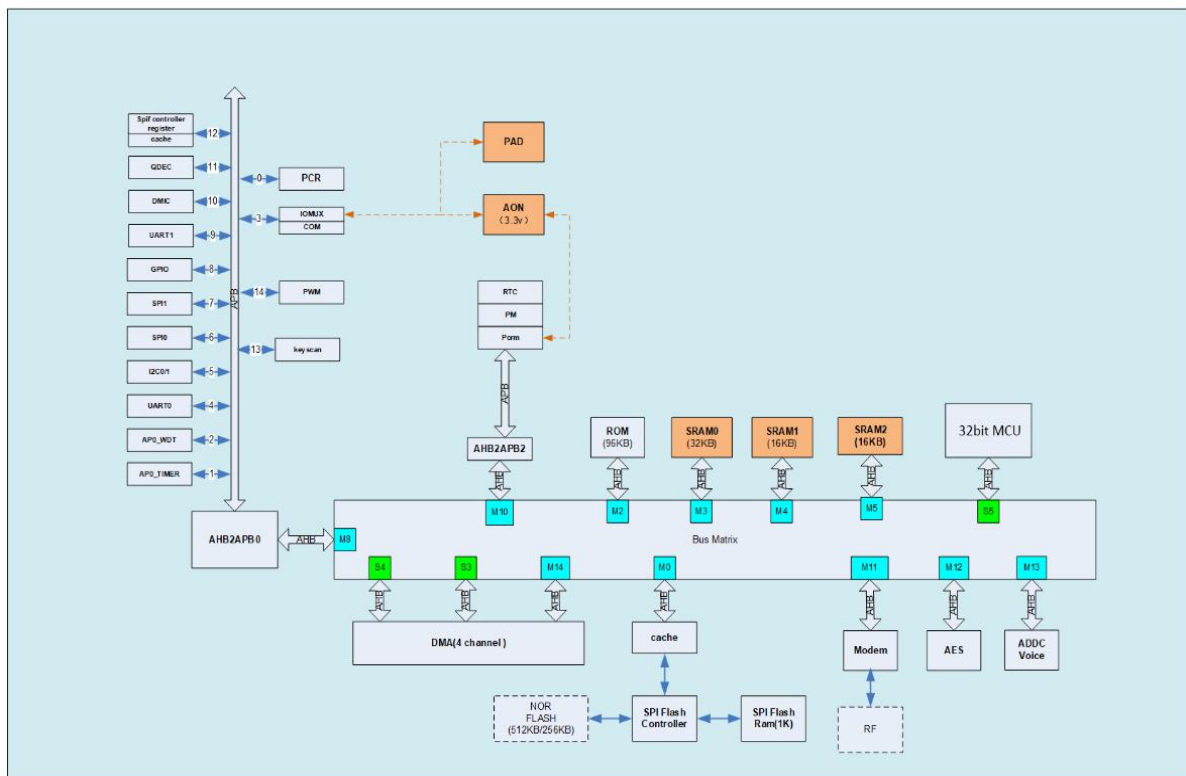 Spif controller
register
cache
12
QDEC
11
DMIC
10
UART1
9
GPIO
8
SPI1
7
SPI0
6
I2C0/1
5
UART0
4
AP0_WDT
2
AP0_TIMER
1
APB
0
PCR
3
IOMUX
COM
14
PWM
13
keyscan
PAD
AON
(3.3v)
RTC
PM
Porm
APB
AHB2APB2
AHB
M10
ROM
(96KB)
AHB
M2
SRAM0
(32KB)
AHB
M3
SRAM1
(16KB)
AHB
M4
SRAM2
(16KB)
AHB
M5
32bit MCU
AHB
S5
AHB2APB0
AHB
M8
Bus Matrix
S4
S3
M14
M0
M11
M12
M13
AHB
AHB
AHB
AHB
AHB
AHB
AHB
DMA(4 channel )
cache
Modem
AES
ADDC
Voice
NOR
FLASH
(512KB/256KB)
SPI Flash
Controller
SPI Flash
Ram(1K)
RF